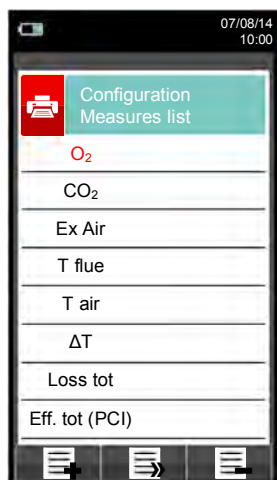 07/08/14
10:00
Configuration
Measures list
O₂
CO₂
Ex Air
T flue
T air
ΔT
Loss tot
Eff. tot (PCI)